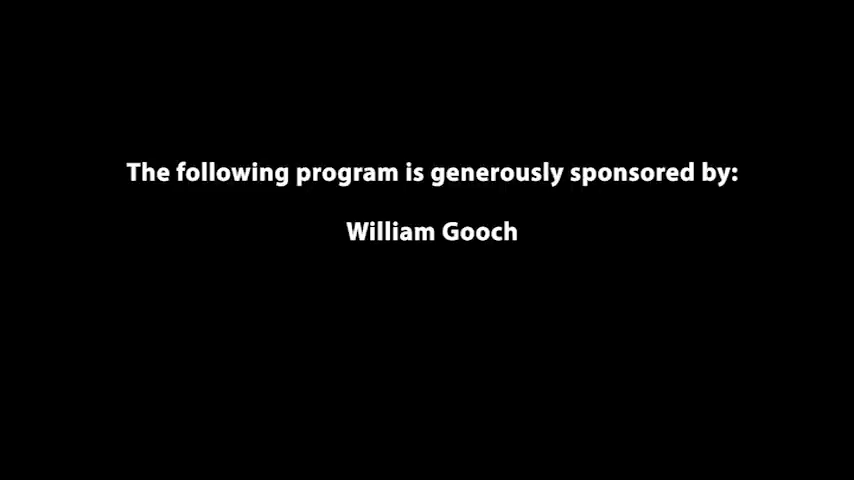 The following program is generously sponsored by:
William Gooch